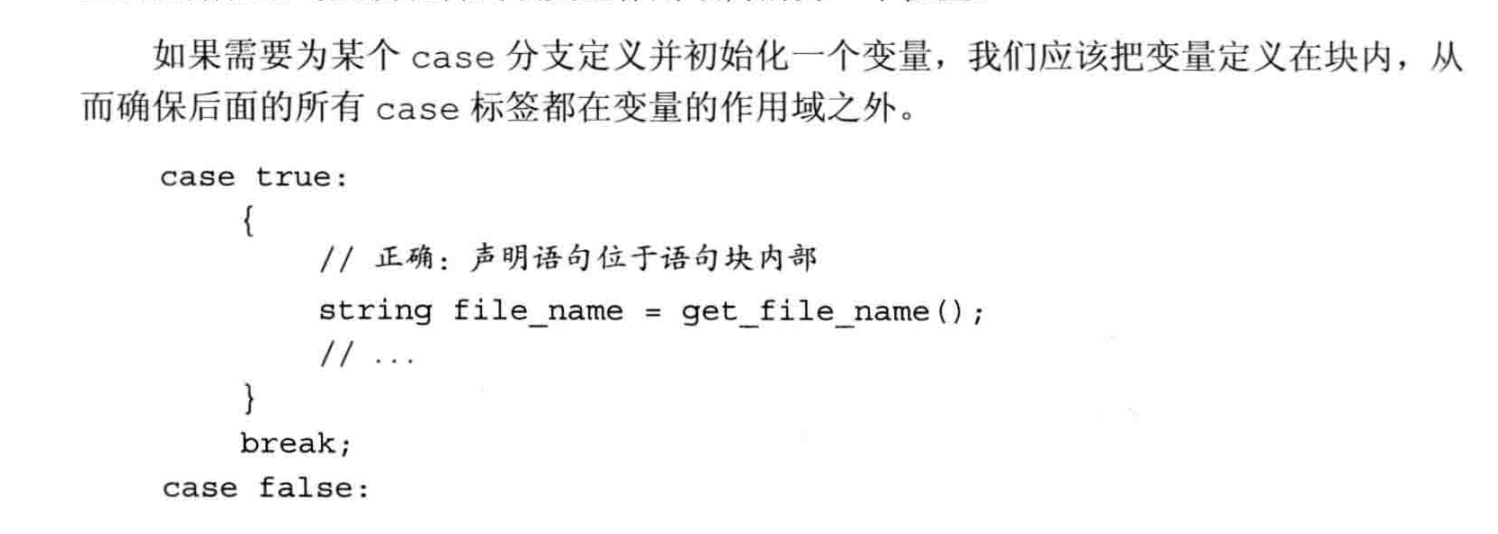 如果需要为某个 case 分支定义并初始化一个变量，我们应该把变量定义在块内，从
而确保后面的所有 case 标签都在变量的作用域之外。
case true:
{
// 正确：声明语句位于语句块内部
string file_name = get_file_name();
// ...
}
break;
case false: